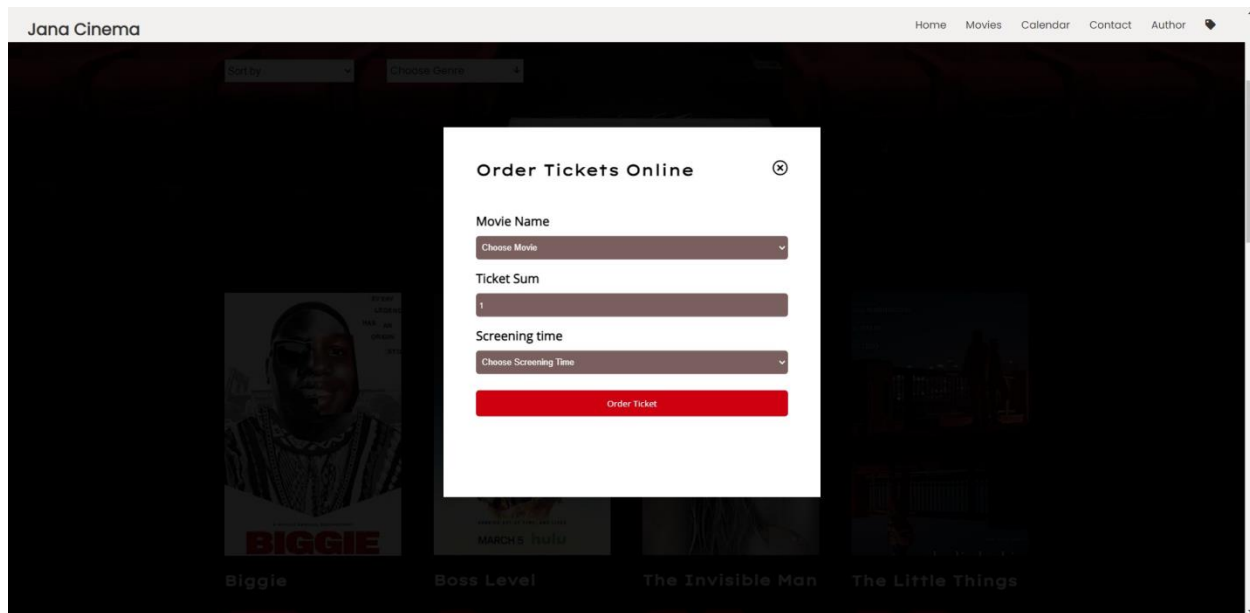 Jana Cinema
Home Movies Calendar Contact Author
Sort by
Choose Genre
Order Tickets Online
Movie Name
Choose Movie
Ticket Sum
1
Screening time
Choose Screening Time
Order Ticket
BIGGIE
MARCH 5 hulu
Biggie
Boss Level
The Invisible Man
The Little Things